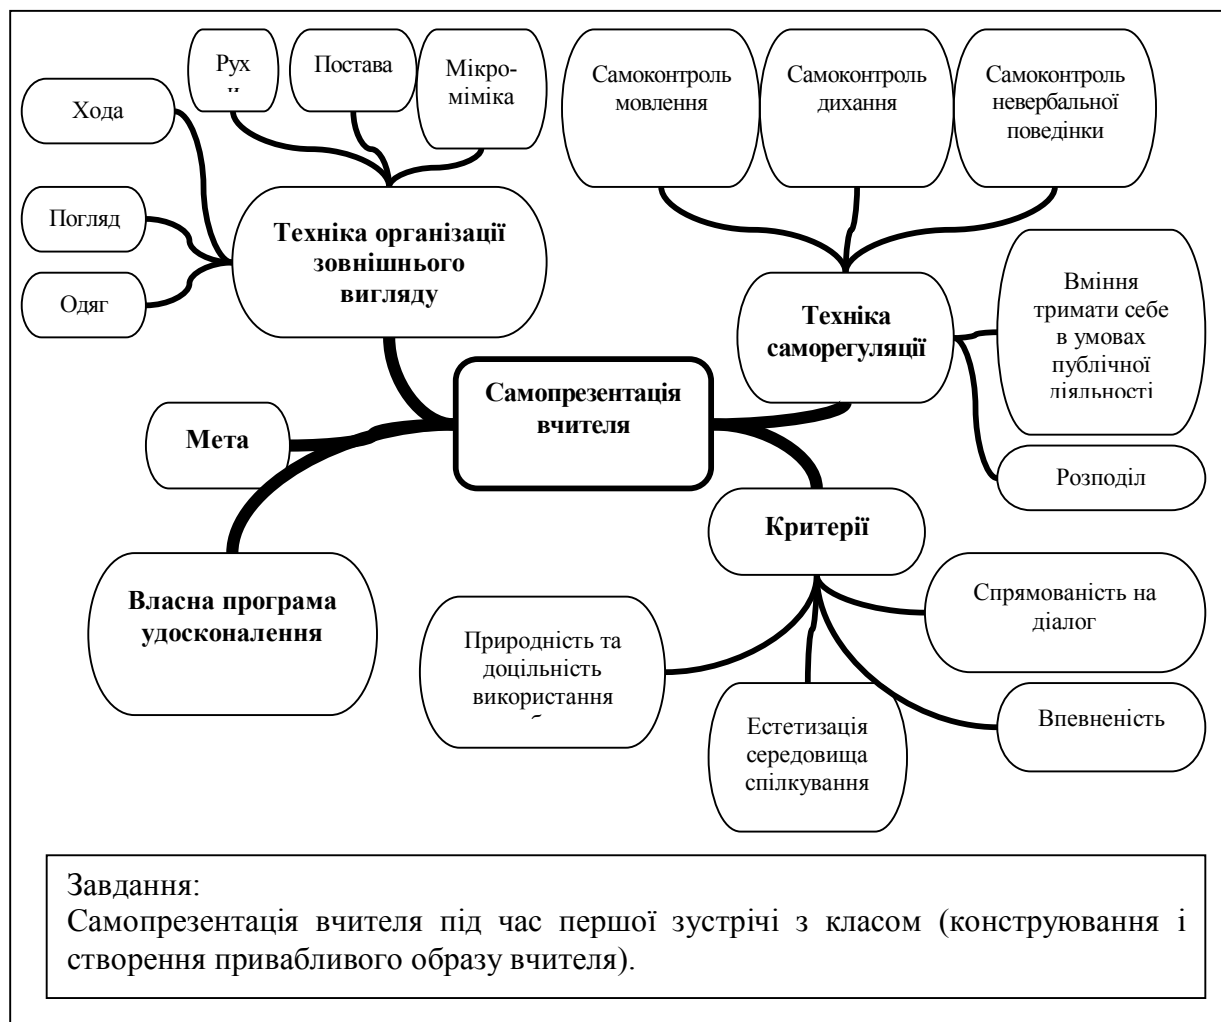 Рухи
Постава
Мікро-
міміка
Хода
Погляд
Одяг
Техніка організації
зовнішнього
вигляду
Самоконтроль
мовлення
Самоконтроль
дихання
Самоконтроль
невербальної
поведінки
Техніка
саморегуляції
Вміння
тримати себе
в умовах
публічної
діяльності
Розподіл
Самопрезентація
вчителя
Мета
Власна програма
удосконалення
Критерії
Природність та
доцільність
використання
Естетизація
середовища
спілкування
Спрямованість на
діалог
Впевненість
Завдання:
Самопрезентація вчителя під час першої зустрічі з класом (конструювання і
створення привабливого образу вчителя).